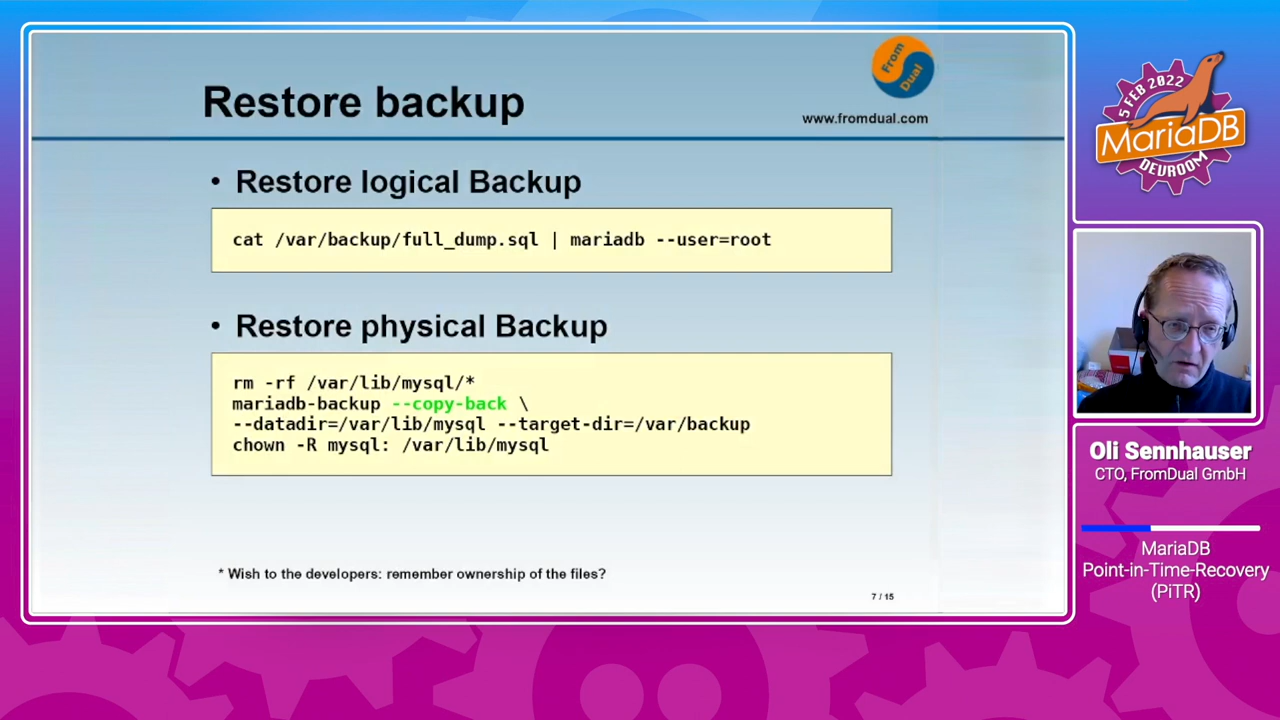 Restore backup
From
Dual
www.fromdual.com
• Restore logical Backup
cat /var/backup/full_dump.sql | mariadb --user=root
• Restore physical Backup
rm -rf /var/lib/mysql/*
mariadb-backup --copy-back \
--datadir=/var/lib/mysql --target-dir=/var/backup
chown -R mysql: /var/lib/mysql
* Wish to the developers: remember ownership of the files?
7 / 15
5 FEB 2022
MariaDB
DEVROOM
Oli Sennhauser
CTO, FromDual GmbH
MariaDB
Point-in-Time-Recovery
(PiTR)